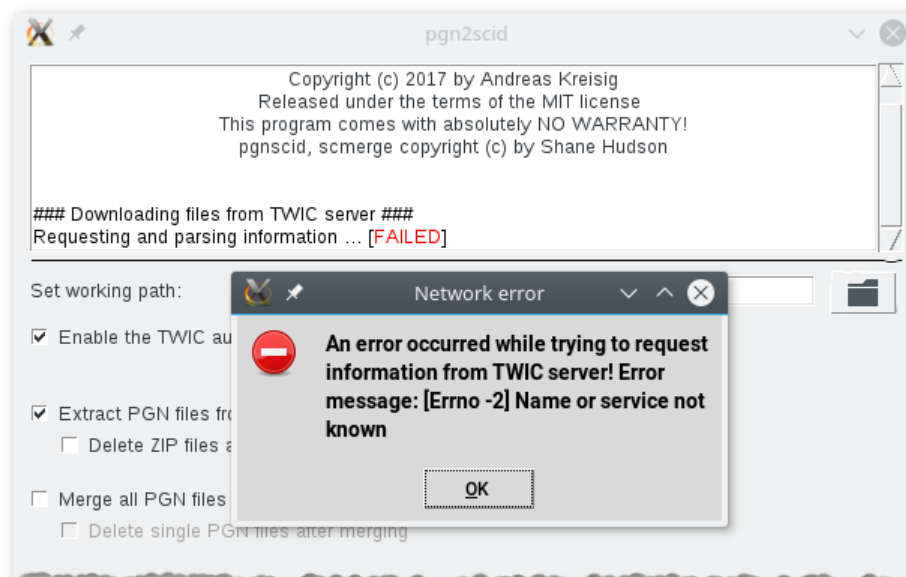 pgn2scid
Copyright (c) 2017 by Andreas Kreisig
Released under the terms of the MIT license
This program comes with absolutely NO WARRANTY!
pgnscid, scmerge copyright (c) by Shane Hudson
### Downloading files from TWIC server ###
Requesting and parsing information ... [FAILED]
Set working path:
Enable the TWIC au
Extract PGN files fro
Delete ZIP files a
Merge all PGN files
Delete single PGN files after merging
Network error
An error occurred while trying to request
information from TWIC server! Error
message: [Errno -2] Name or service not
known
OK